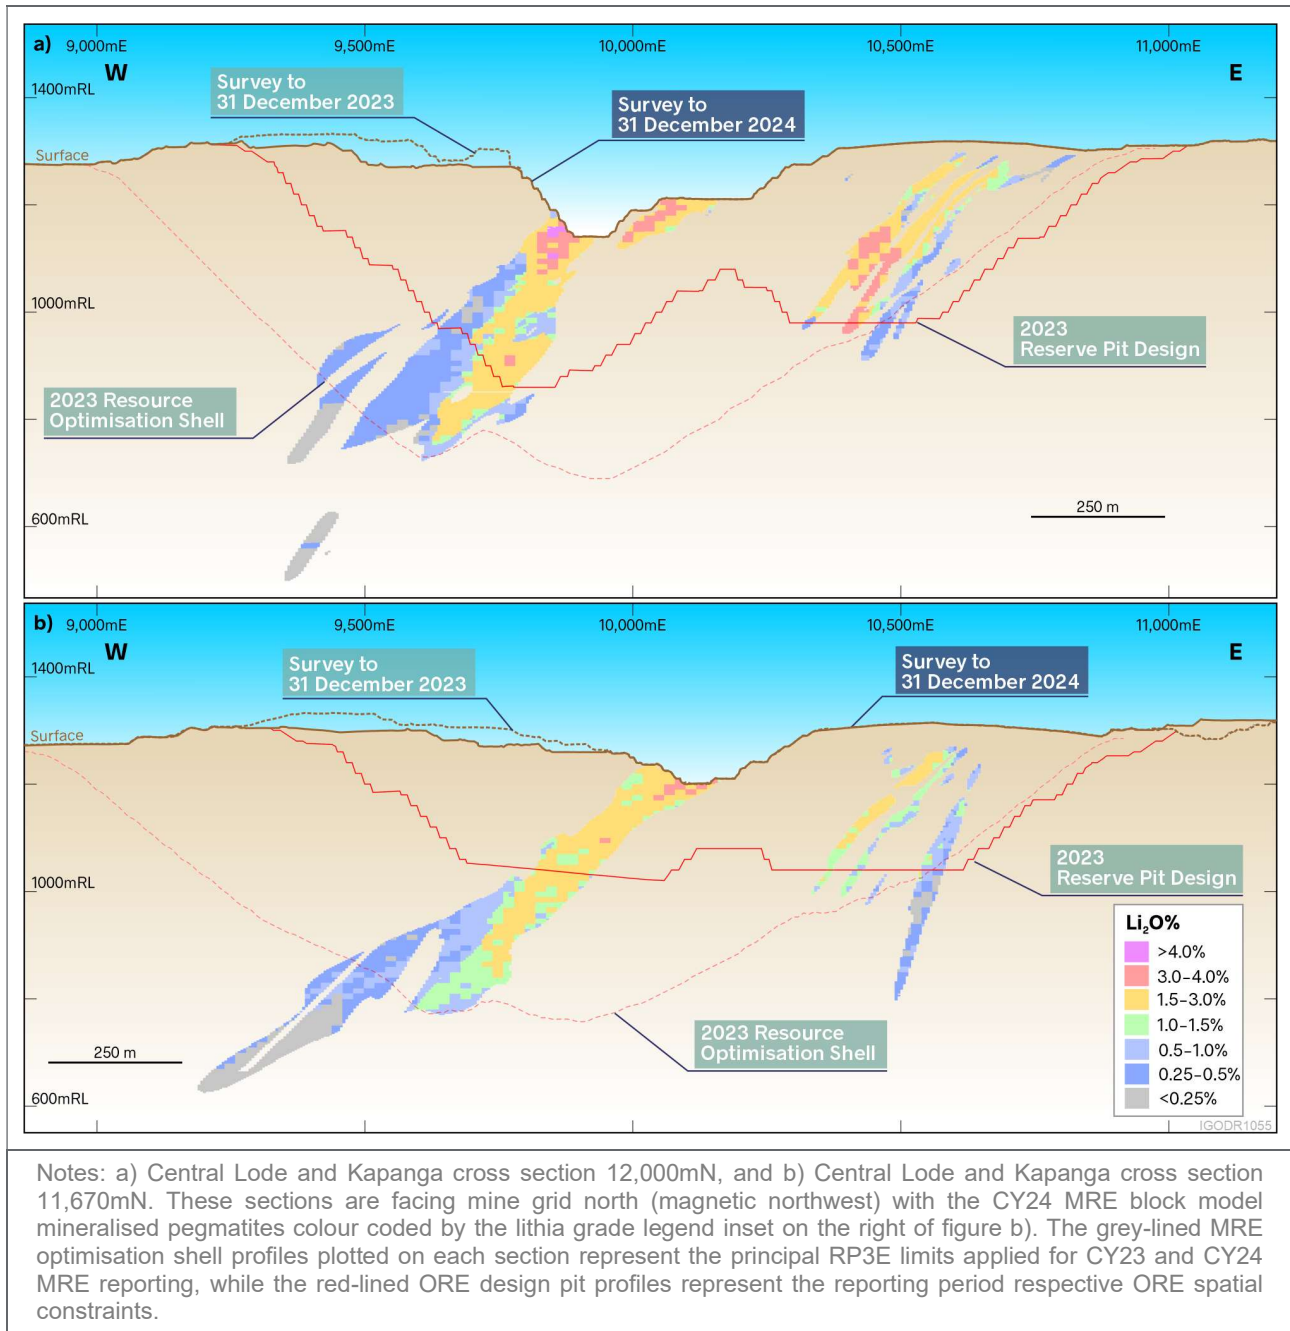 a)
9,000mE
9,500mE
10,000mE
10,500mE
11,000mE
W
E
Survey to
31 December 2023
Survey to
31 December 2024
1400mRL
Surface
1000mRL
2023
Reserve Pit Design
2023 Resource
Optimisation Shell
600mRL
250 m
b)
9,000mE
9,500mE
10,000mE
10,500mE
11,000mE
W
E
Survey to
31 December 2023
Survey to
31 December 2024
1400mRL
Surface
2023
Reserve Pit Design
1000mRL
Li₂O%
>4.0%
3.0–4.0%
1.5–3.0%
1.0–1.5%
0.5–1.0%
0.25–0.5%
<0.25%
2023 Resource
Optimisation Shell
250 m
600mRL
IGODR1055
Notes: a) Central Lode and Kapanga cross section 12,000mN, and b) Central Lode and Kapanga cross section
11,670mN. These sections are facing mine grid north (magnetic northwest) with the CY24 MRE block model
mineralised pegmatites colour coded by the lithia grade legend inset on the right of figure b). The grey-lined MRE
optimisation shell profiles plotted on each section represent the principal RP3E limits applied for CY23 and CY24
MRE reporting, while the red-lined ORE design pit profiles represent the reporting period respective ORE spatial
constraints.